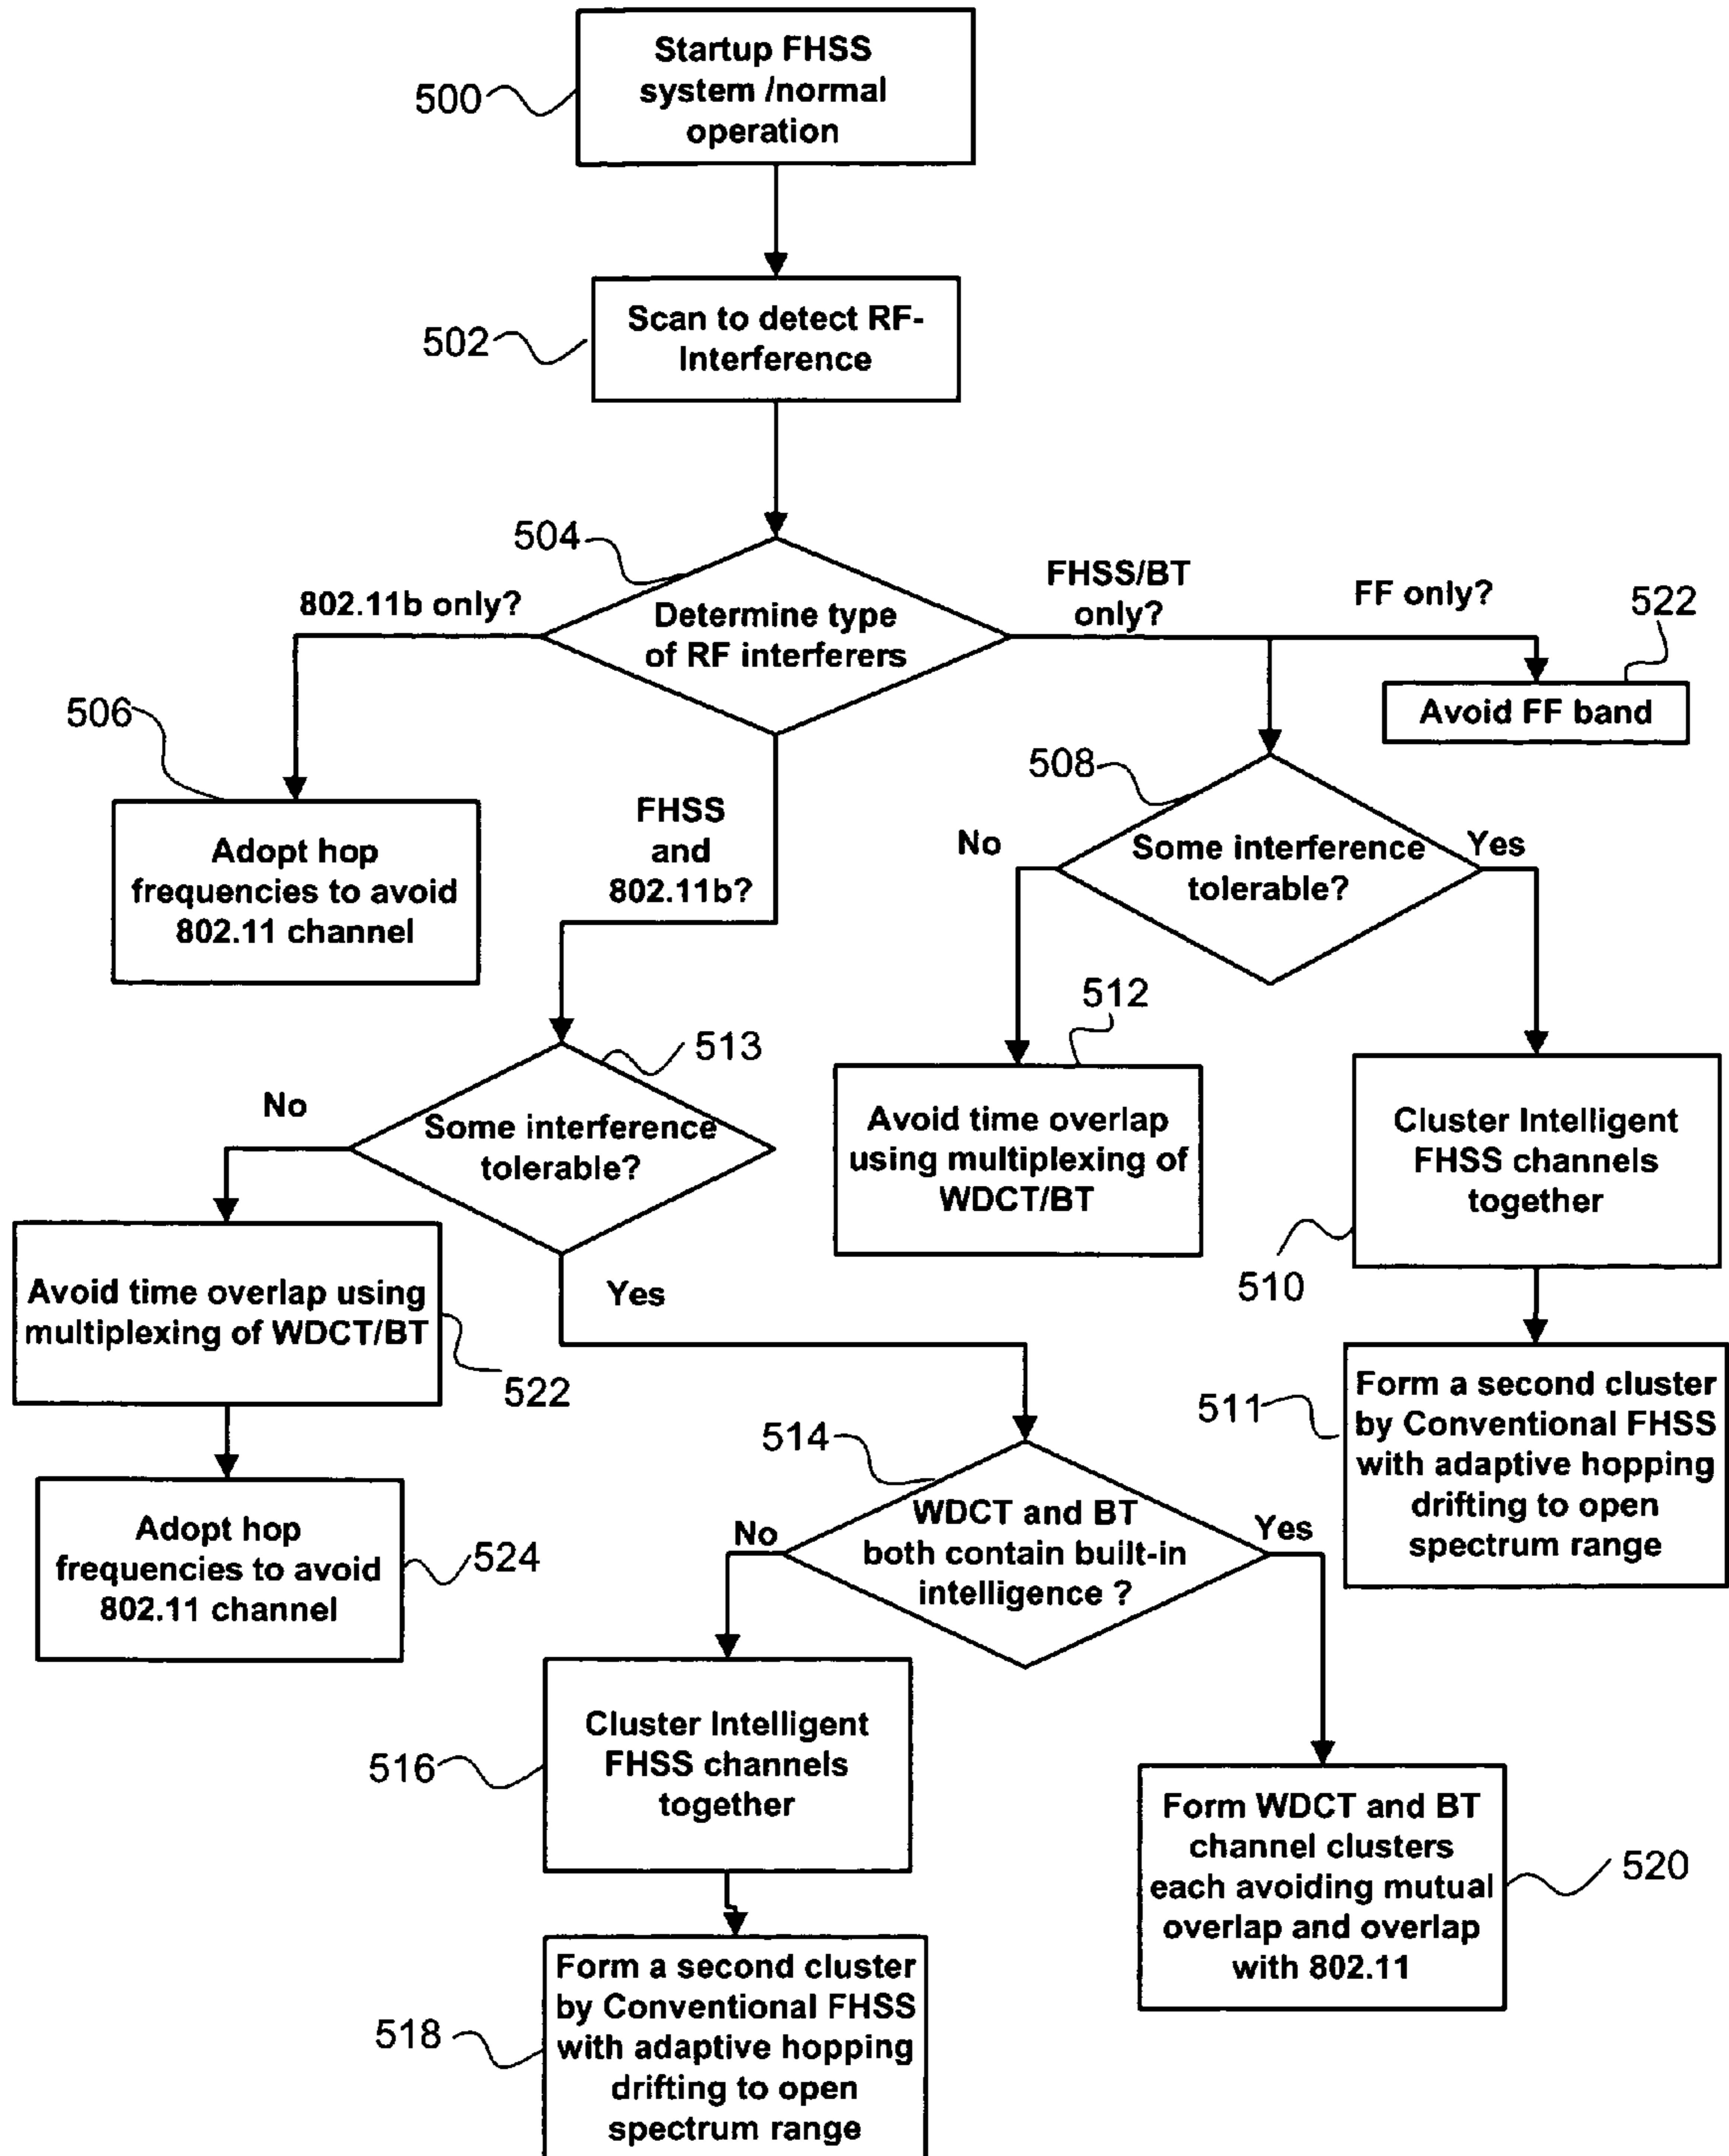 Startup FHSS
system /normal
operation
500
Scan to detect RF-
Interference
502
504
Determine type
of RF interferers
802.11b only?
FHSS/BT
only?
FF only?
522
Avoid FF band
506
Adopt hop
frequencies to avoid
802.11 channel
FHSS
and
802.11b?
508
Some interference
tolerable?
No
Yes
512
Avoid time overlap
using multiplexing of
WDCT/BT
Cluster Intelligent
FHSS channels
together
510
513
Some interference
tolerable?
No
Yes
Avoid time overlap using
multiplexing of WDCT/BT
522
Form a second cluster
by Conventional FHSS
with adaptive hopping
drifting to open
spectrum range
511
514
WDCT and BT
both contain built-in
intelligence ?
No
Yes
Adopt hop
frequencies to avoid
802.11 channel
524
Cluster Intelligent
FHSS channels
together
516
Form WDCT and BT
channel clusters
each avoiding mutual
overlap and overlap
with 802.11
520
Form a second cluster
by Conventional FHSS
with adaptive hopping
drifting to open
spectrum range
518